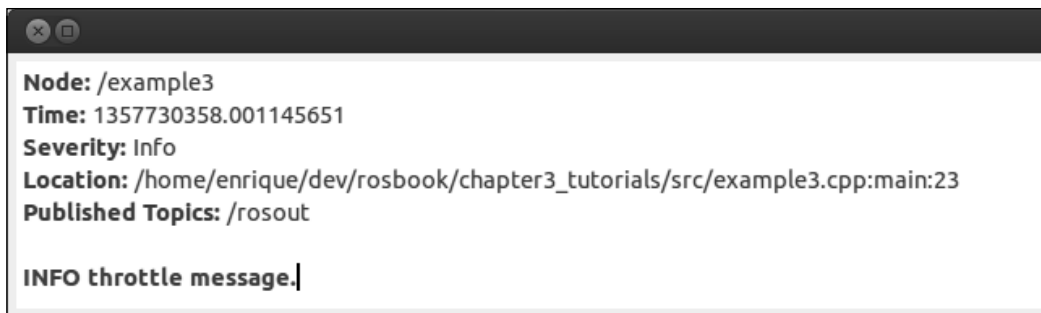 Node: /example3
Time: 1357730358.001145651
Severity: Info
Location: /home/enrique/dev/rosbook/chapter3_tutorials/src/example3.cpp:main:23
Published Topics: /rosout
INFO throttle message.